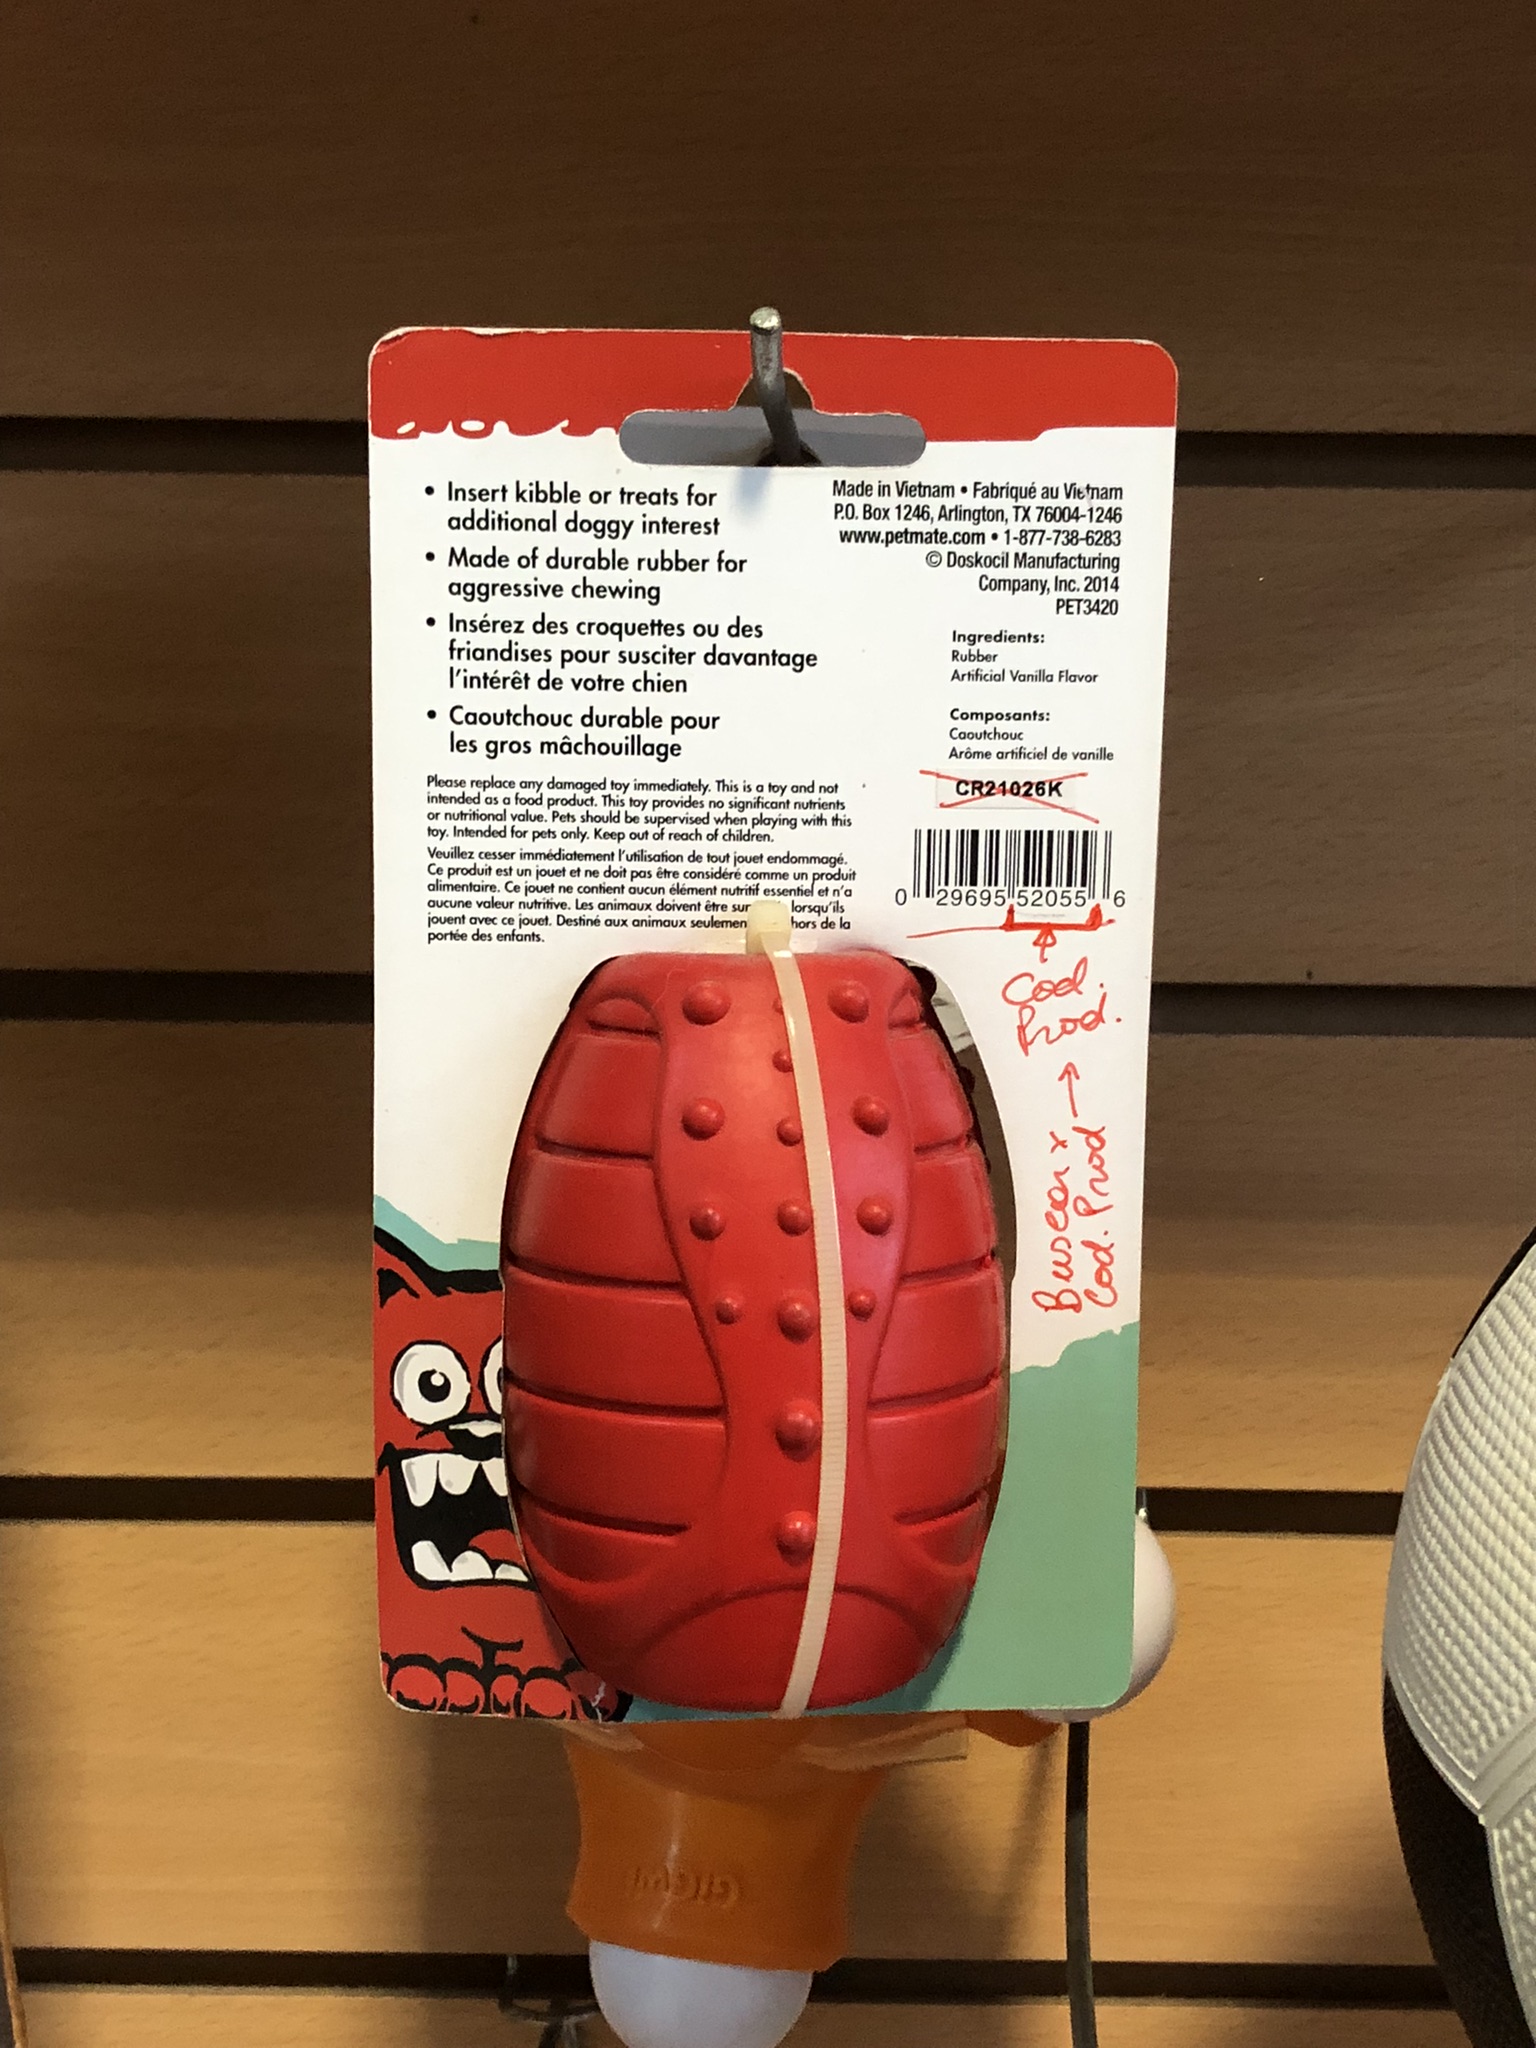 • Insert kibble or treats for
additional doggy interest
• Made of durable rubber for
aggressive chewing
• Insérez des croquettes ou des
friandises pour susciter davantage
l'intérêt de votre chien
• Caoutchouc durable pour
les gros mâchouillage
Please replace any damaged toy immediately. This is a toy and not
intended as a food product. This toy provides no significant nutrients
or nutritional value. Pets should be supervised when playing with this
toy. Intended for pets only. Keep out of reach of children.
Veuillez cesser immédiatement l'utilisation de tout jouet endommagé.
Ce produit est un jouet et ne doit pas être considéré comme un produit
alimentaire. Ce jouet ne contient aucun élément nutritif essentiel et n'a
aucune valeur nutritive. Les animaux doivent être lorsqu'ils
jouent avec ce jouet. Destiné aux animaux seulement hors de la
portée des enfants.
Made in Vietnam • Fabriqué au Vietnam
P.O. Box 1246, Arlington, TX 76004-1246
www.petmate.com • 1-877-738-6283
© Doskocil Manufacturing
Company, Inc. 2014
PET3420
Ingredients:
Rubber
Artificial Vanilla Flavor
Composants:
Caoutchouc
Arôme artificiel de vanille
CR21026K
0 29695 52055 6
Cod.
Prod.
Buscar x
Cod. Prod